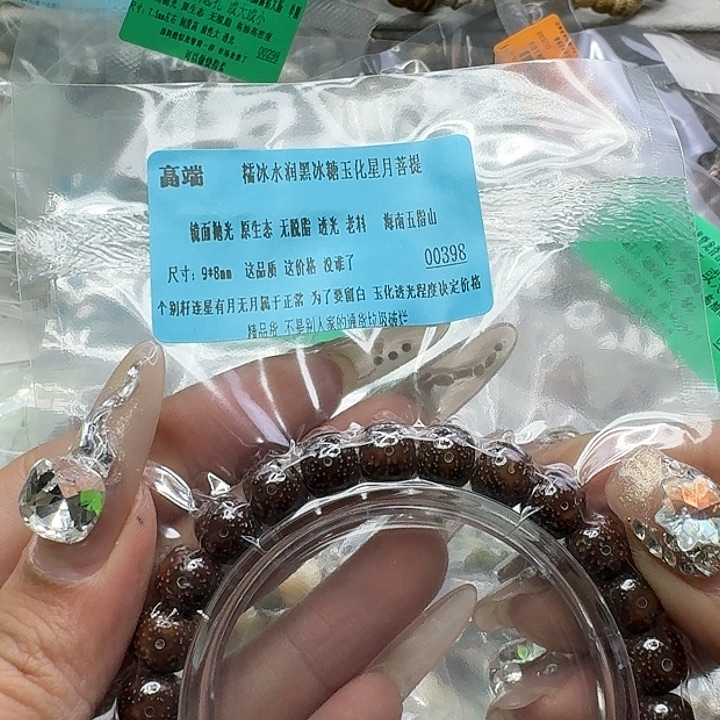 高端 糯冰水润黑冰糖玉化星月菩提
镜面抛光 原生态 无脱脂 透光 老料 海南五指山
尺寸：9*8mm 这品质 这价格 没谁了 00398
个别杆连星有月无月属于正常 为了要留白 玉化透光程度决定价格
精品货 不是别人家的通货垃圾破烂
00298